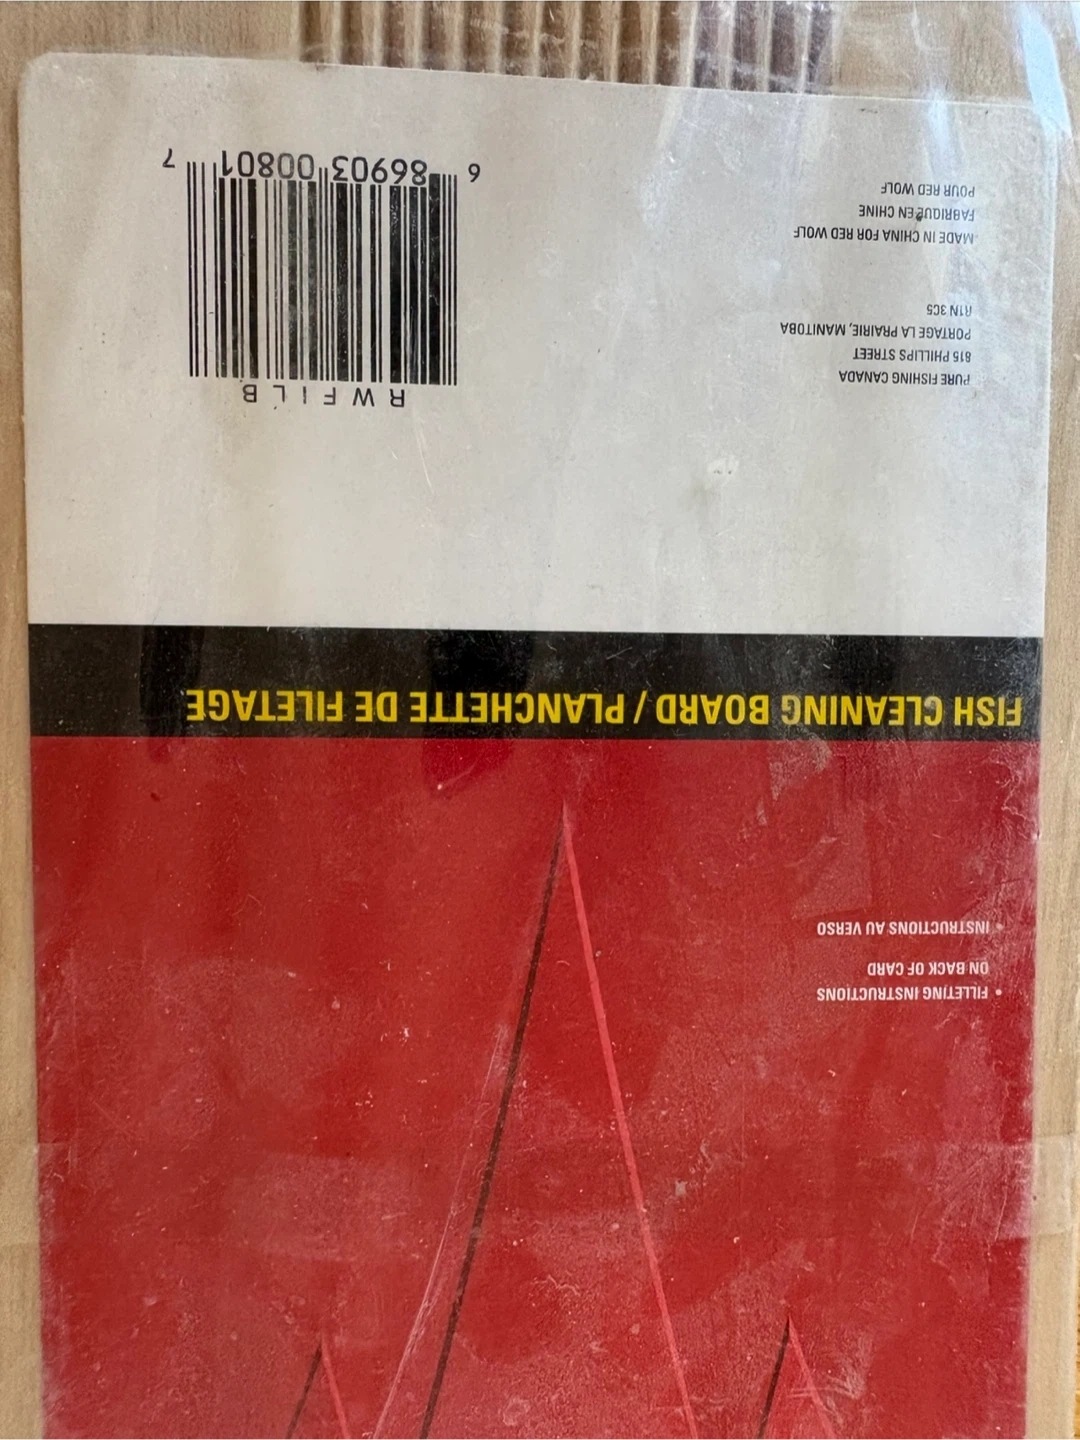 • FILLETING INSTRUCTIONS
ON BACK OF CARD
• INSTRUCTIONS AU VERSO
FISH CLEANING BOARD / PLANCHETTE DE FILETAGE
PURE FISHING CANADA
815 PHILLIPS STREET
PORTAGE LA PRAIRIE, MANITOBA
R1N 3C5
MADE IN CHINA FOR RED WOLF
FABRIQUÉ EN CHINE
POUR RED WOLF
RWFILB
6 86903 00801 7